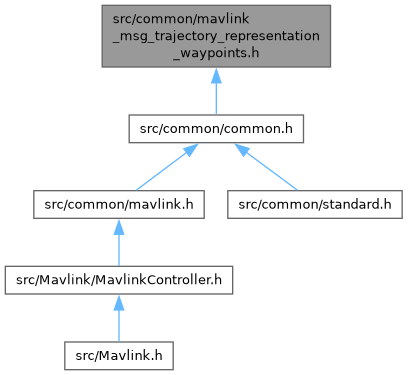 src/common/mavlink
_msg_trajectory_representation
_waypoints.h
src/common/common.h
src/common/mavlink.h
src/common/standard.h
src/Mavlink/MavlinkController.h
src/Mavlink.h